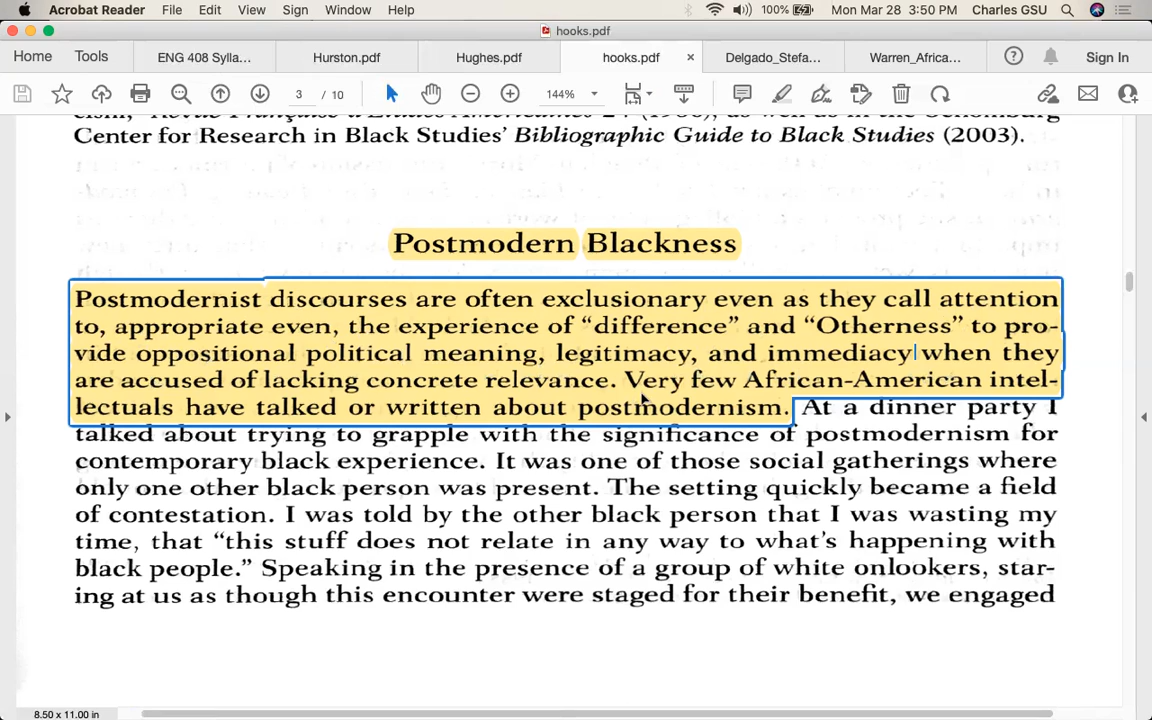 Acrobat Reader File Edit View Sign Window Help 100% Mon Mar 28 3:50 PM Charles GSU
hooks.pdf
Home Tools ENG 408 Sylla... Hurston.pdf Hughes.pdf hooks.pdf × Delgado_Stefa... Warren_Africa... Sign In
3 / 10 144%
Center for Research in Black Studies' Bibliographic Guide to Black Studies (2003).
Postmodern Blackness
Postmodernist discourses are often exclusionary even as they call attention
to, appropriate even, the experience of “difference” and “Otherness” to pro-
vide oppositional political meaning, legitimacy, and immediacy when they
are accused of lacking concrete relevance. Very few African-American intel-
lectuals have talked or written about postmodernism. At a dinner party I
talked about trying to grapple with the significance of postmodernism for
contemporary black experience. It was one of those social gatherings where
only one other black person was present. The setting quickly became a field
of contestation. I was told by the other black person that I was wasting my
time, that “this stuff does not relate in any way to what's happening with
black people.” Speaking in the presence of a group of white onlookers, star-
ing at us as though this encounter were staged for their benefit, we engaged
8.50 x 11.00 in